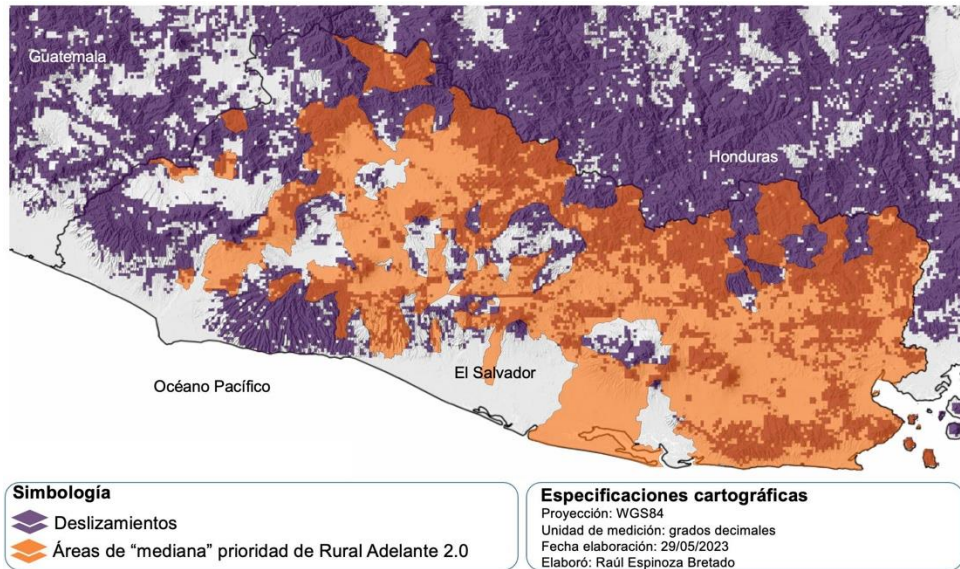 Guatemala
Honduras
El Salvador
Océano Pacífico
Simbología
Deslizamientos
Áreas de “mediana” prioridad de Rural Adelante 2.0
Especificaciones cartográficas
Proyección: WGS84
Unidad de medición: grados decimales
Fecha elaboración: 29/05/2023
Elaboró: Raúl Espinoza Bretado